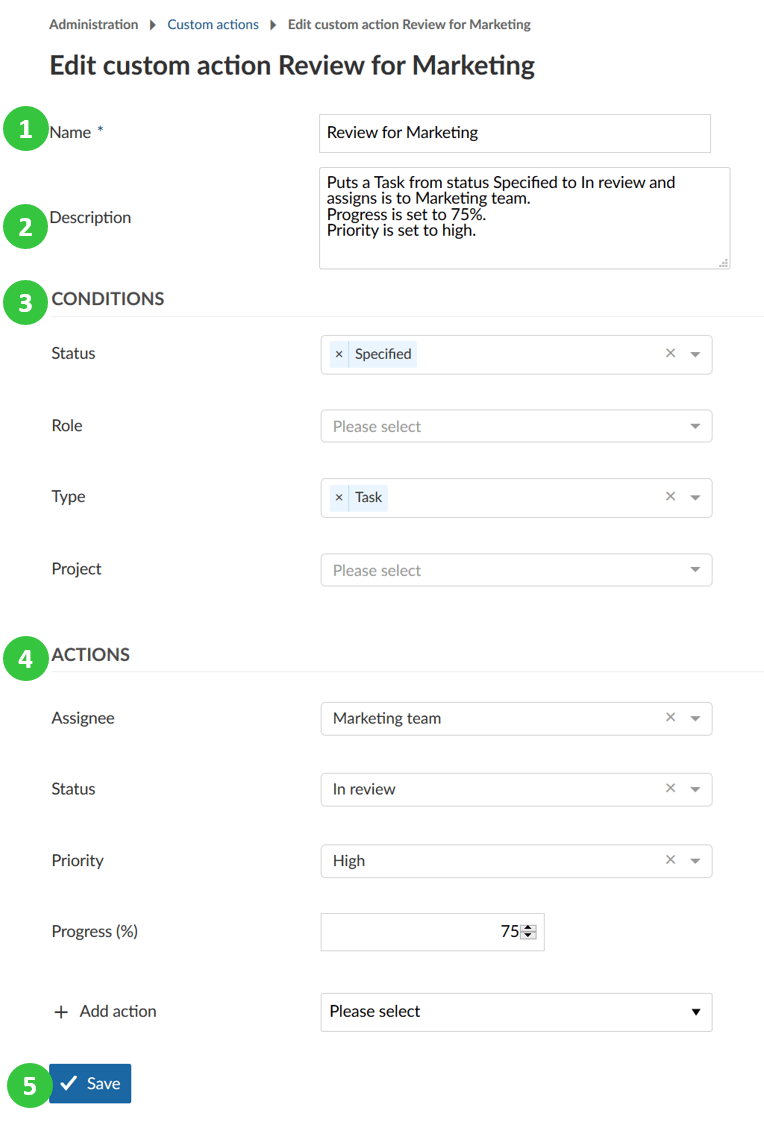 Administration Custom actions Edit custom action Review for Marketing
Edit custom action Review for Marketing
1 Name * Review for Marketing
2 Description Puts a Task from status Specified to In review and
assigns is to Marketing team.
Progress is set to 75%.
Priority is set to high.
3 CONDITIONS
Status × Specified ×
Role Please select
Type × Task ×
Project Please select
4 ACTIONS
Assignee Marketing team ×
Status In review ×
Priority High ×
Progress (%) 75
+ Add action Please select
5 Save